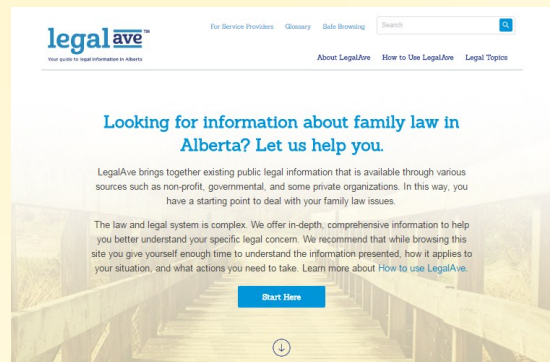 For Service Providers Glossary Safe Browsing Search
legal ave™
Your guide to legal information in Alberta
About LegalAve How to Use LegalAve Legal Topics
Looking for information about family law in
Alberta? Let us help you.
LegalAve brings together existing public legal information that is available through various
sources such as non-profit, governmental, and some private organizations. In this way, you
have a starting point to deal with your family law issues.
The law and legal system is complex. We offer in-depth, comprehensive information to help
you better understand your specific legal concern. We recommend that while browsing this
site you give yourself enough time to understand the information presented, how it applies to
your situation, and what actions you need to take. Learn more about How to use LegalAve.
Start Here